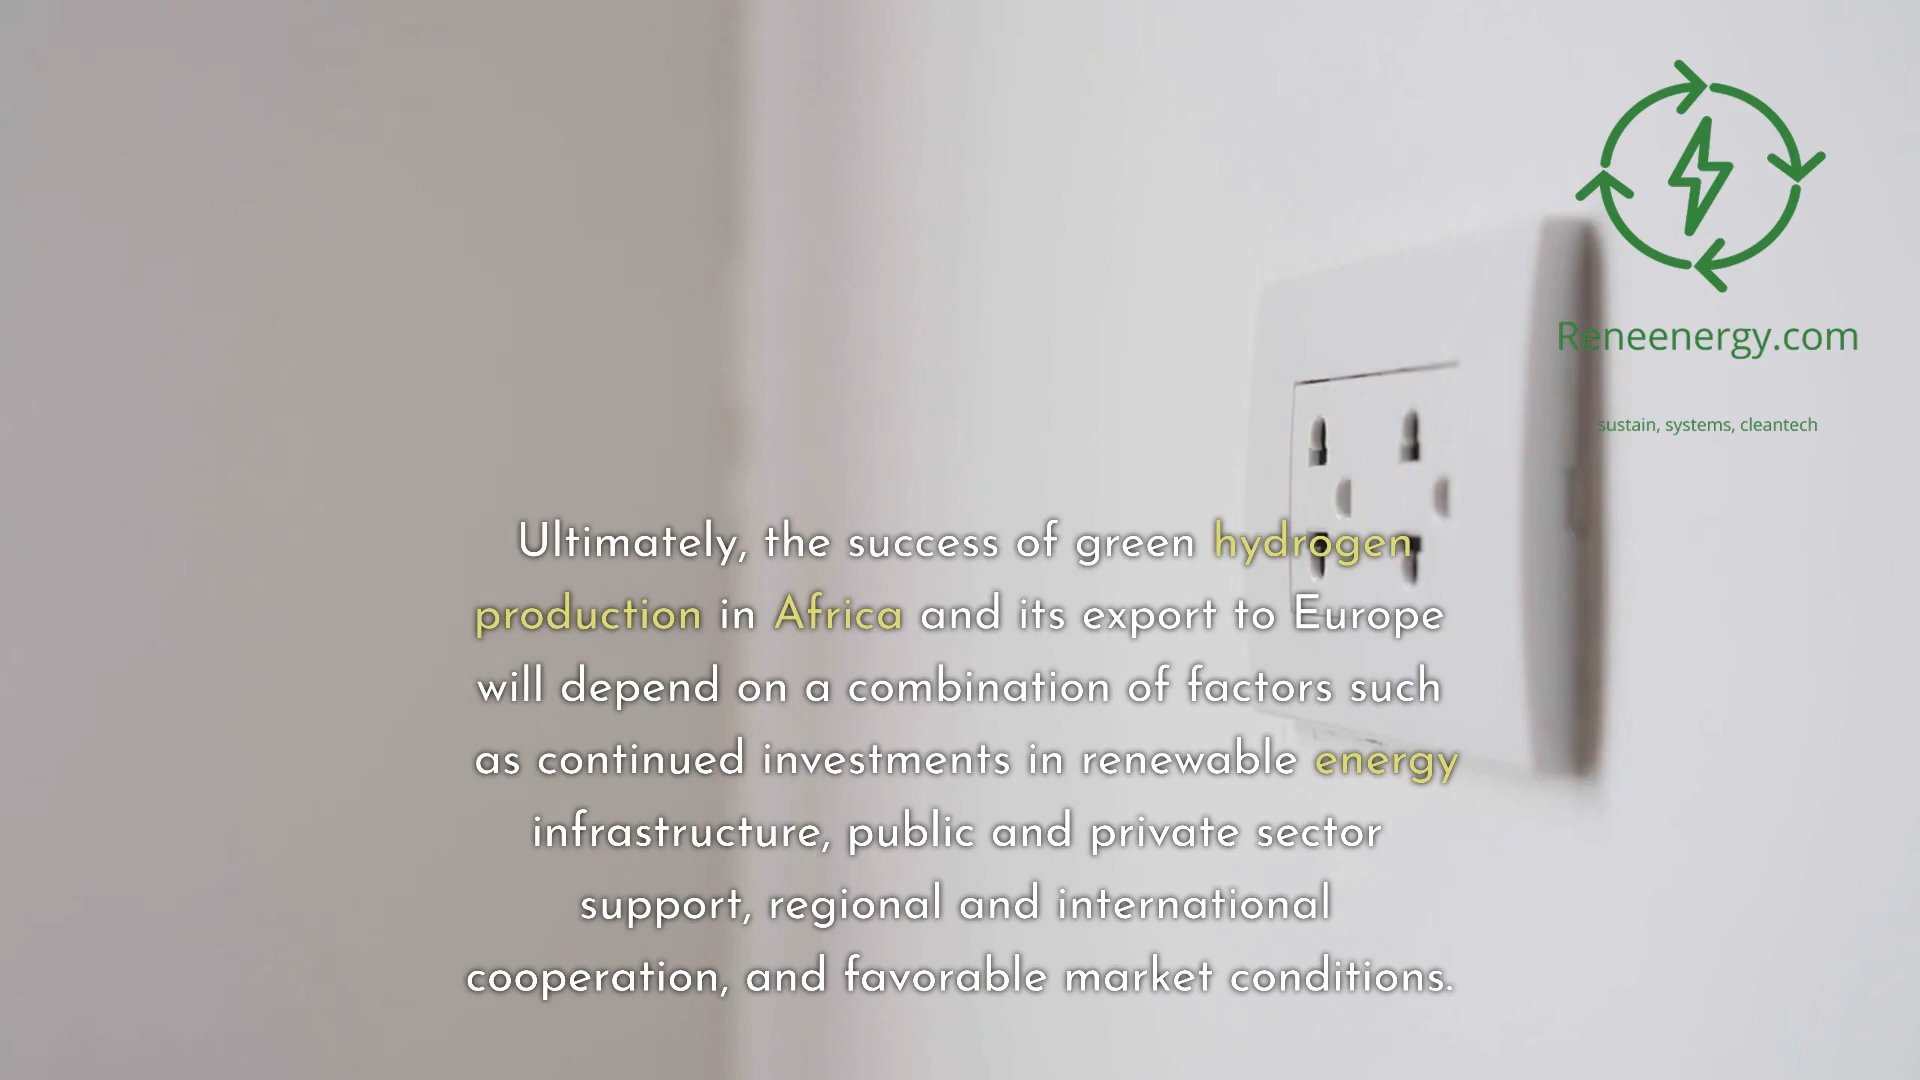 Reneenergy.com
sustain, systems, cleantech
Ultimately, the success of green hydrogen
production in Africa and its export to Europe
will depend on a combination of factors such
as continued investments in renewable energy
infrastructure, public and private sector
support, regional and international
cooperation, and favorable market conditions.